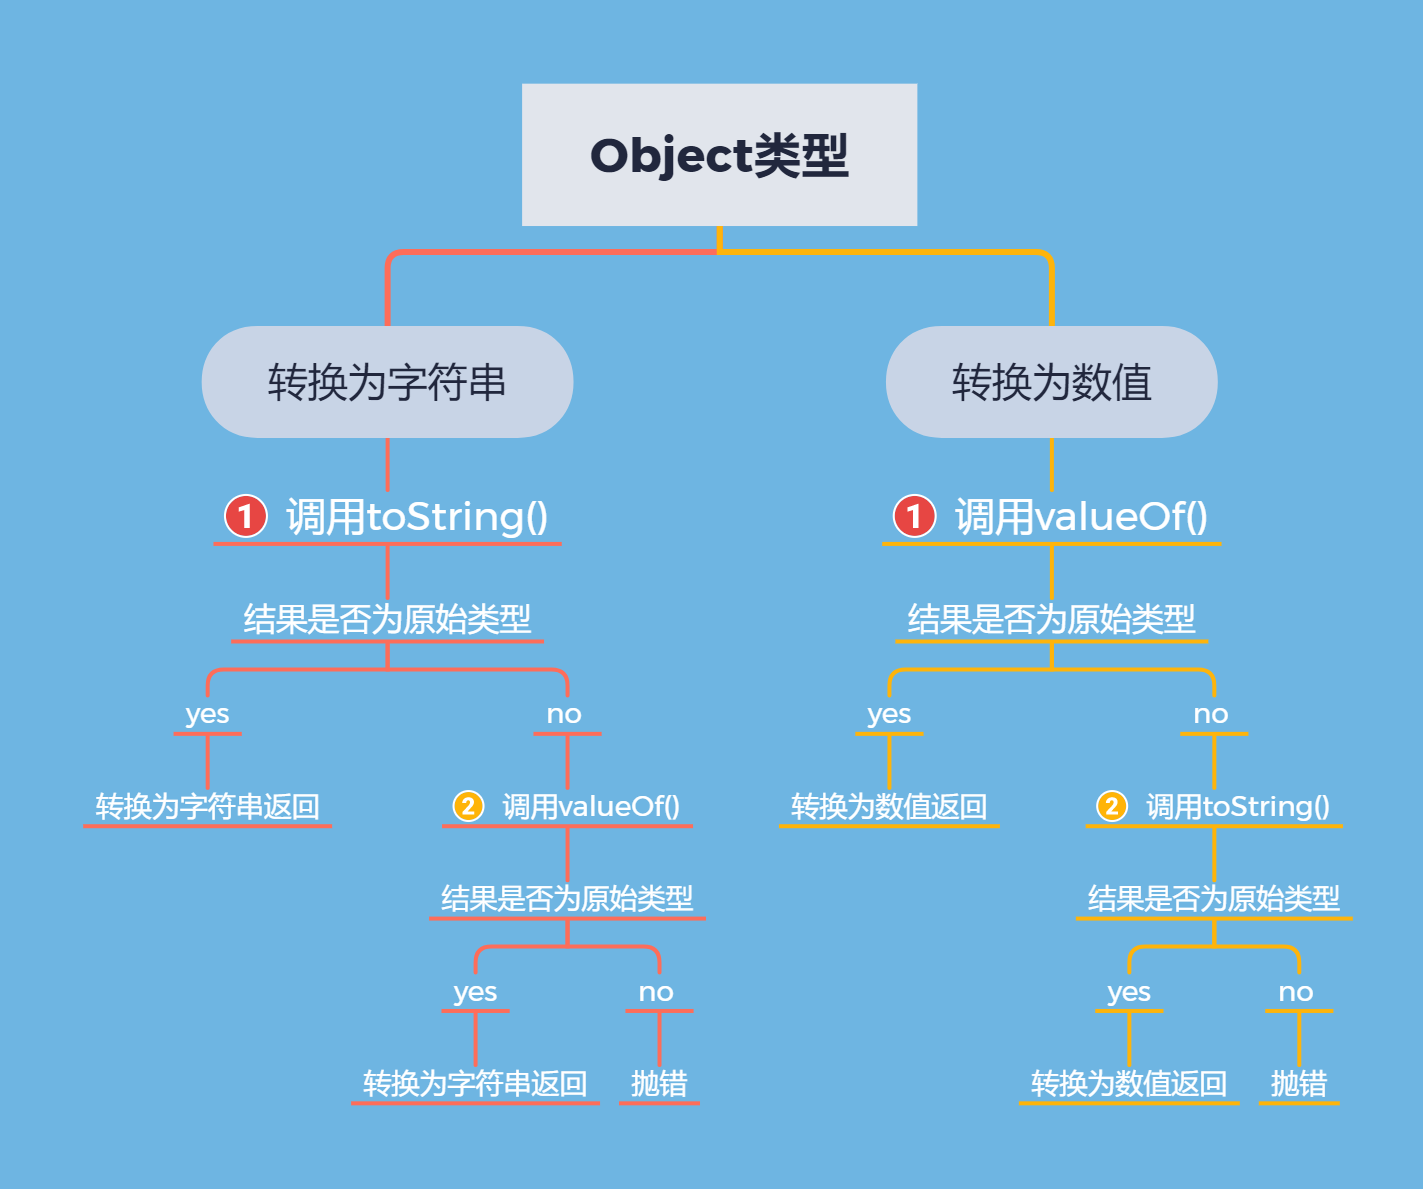 Object类型
转换为字符串
转换为数值
1 调用toString()
1 调用valueOf()
结果是否为原始类型
结果是否为原始类型
yes
no
yes
no
转换为字符串返回
2 调用valueOf()
转换为数值返回
2 调用toString()
结果是否为原始类型
结果是否为原始类型
yes
no
yes
no
转换为字符串返回
抛错
转换为数值返回
抛错